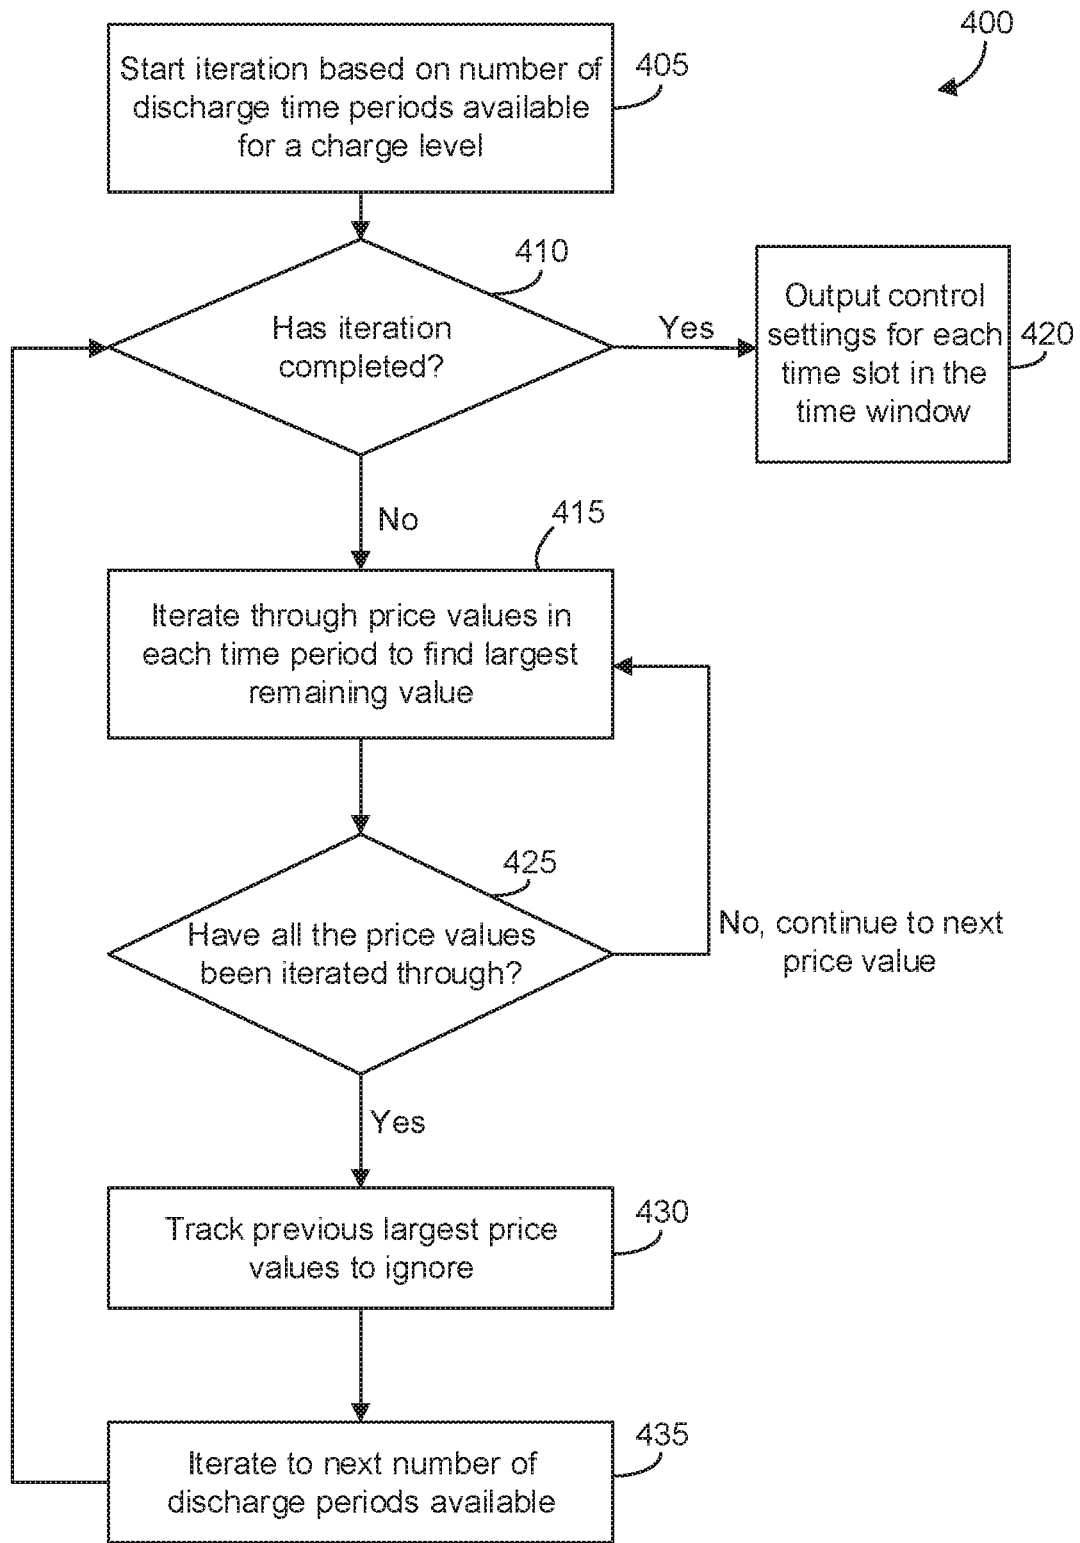 400
Start iteration based on number of
discharge time periods available
for a charge level
405
410
Has iteration
completed?
Yes
Output control
settings for each
time slot in the
time window
420
No
415
Iterate through price values in
each time period to find largest
remaining value
425
Have all the price values
been iterated through?
No, continue to next
price value
Yes
Track previous largest price
values to ignore
430
Iterate to next number of
discharge periods available
435